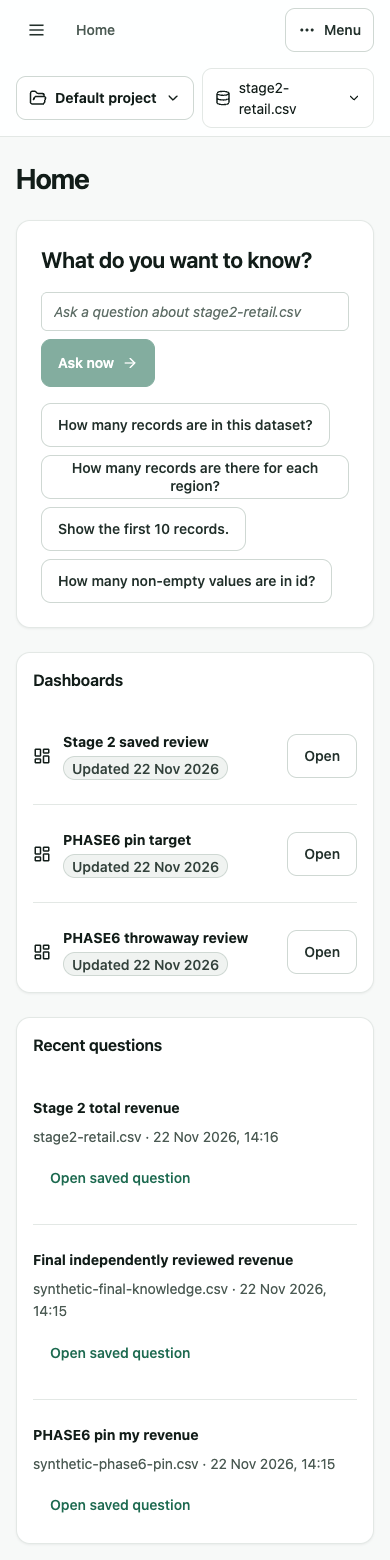 Home
Menu
Default project
stage2-
retail.csv
Home
What do you want to know?
Ask a question about stage2-retail.csv
Ask now
How many records are in this dataset?
How many records are there for each
region?
Show the first 10 records.
How many non-empty values are in id?
Dashboards
Stage 2 saved review
Updated 22 Nov 2026
Open
PHASE6 pin target
Updated 22 Nov 2026
Open
PHASE6 throwaway review
Updated 22 Nov 2026
Open
Recent questions
Stage 2 total revenue
stage2-retail.csv · 22 Nov 2026, 14:16
Open saved question
Final independently reviewed revenue
synthetic-final-knowledge.csv · 22 Nov 2026,
14:15
Open saved question
PHASE6 pin my revenue
synthetic-phase6-pin.csv · 22 Nov 2026, 14:15
Open saved question